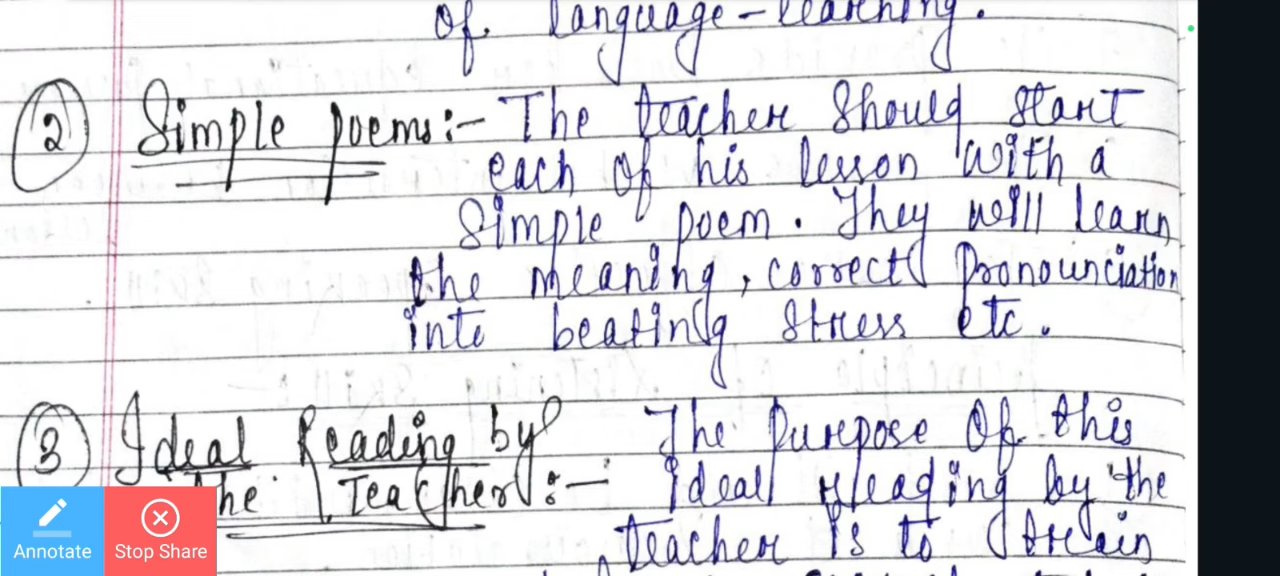 of language-learning.
② Simple poems:- The teacher should start
each of his lesson with a
simple poem. They will learn
the meaning, correct pronounciation
into beating stress etc.
③ Ideal Reading by The purpose of this
the Teacher:- ideal reading by the
teacher is to train
Annotate Stop Share